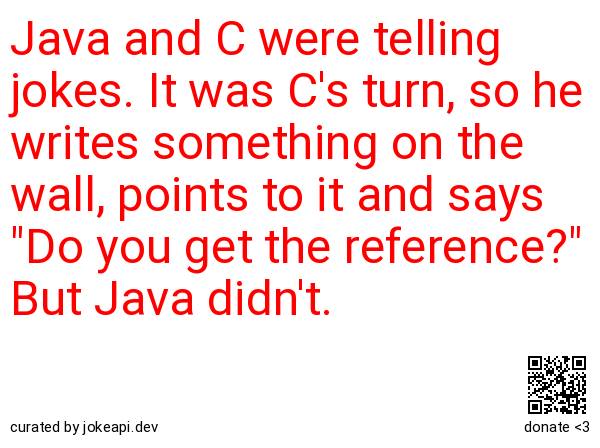 Java and C were telling
jokes. It was C's turn, so he
writes something on the
wall, points to it and says
"Do you get the reference?"
But Java didn't.
curated by jokeapi.dev
donate <3